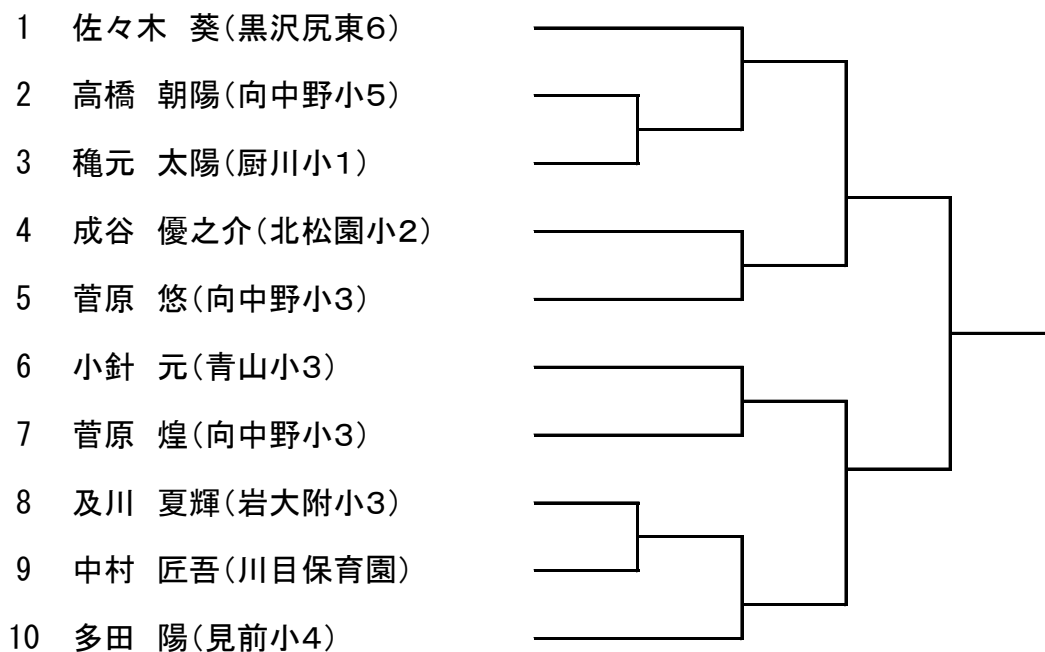 1 佐々木 葵(黒沢尻東6)
2 高橋 朝陽(向中野小5)
3 穐元 太陽(厨川小1)
4 成谷 優之介(北松園小2)
5 菅原 悠(向中野小3)
6 小針 元(青山小3)
7 菅原 煌(向中野小3)
8 及川 夏輝(岩大附小3)
9 中村 匠吾(川目保育園)
10 多田 陽(見前小4)